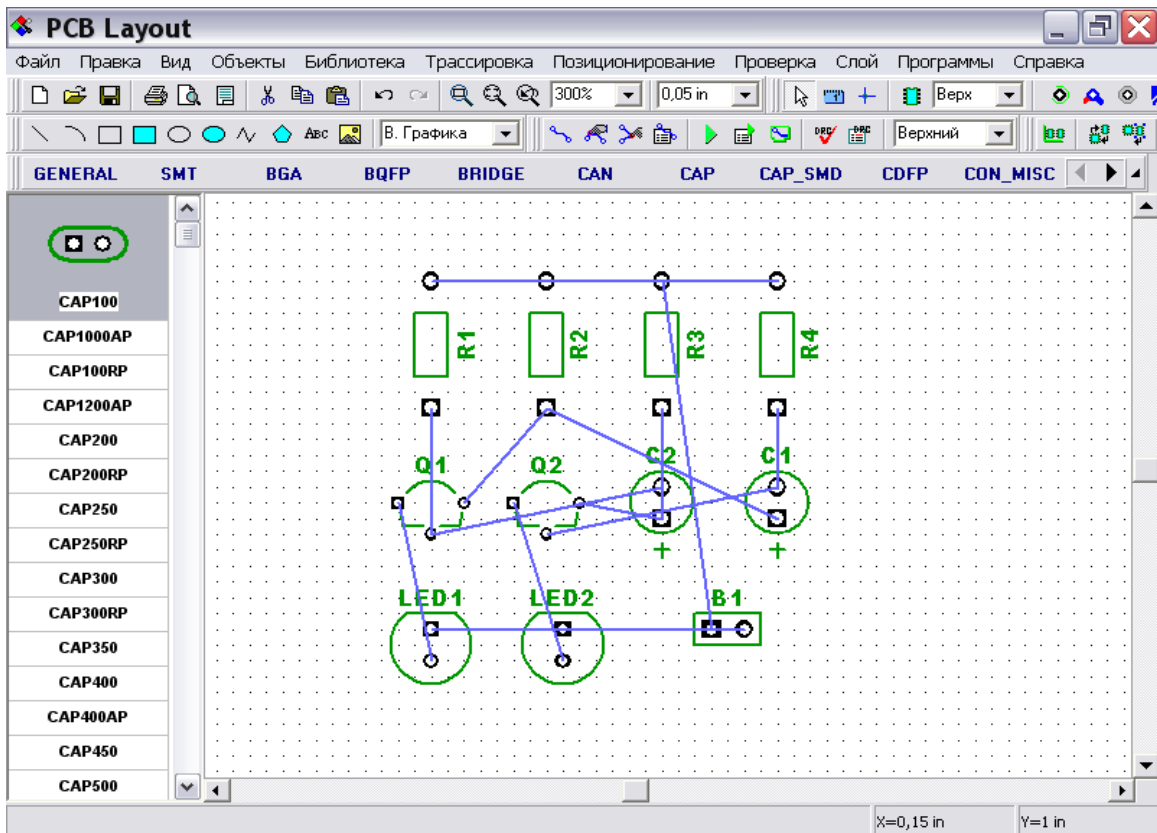 PCB Layout
Файл Правка Вид Объекты Библиотека Трассировка Позиционирование Проверка Слой Программы Справка
300% 0,05 in Верх
ABC В. Графика DRC DRC Верхний
GENERAL SMT BGA BQFP BRIDGE CAN CAP CAP_SMD CDFP CON_MISC
CAP100
CAP1000AP
CAP100RP
CAP1200AP
CAP200
CAP200RP
CAP250
CAP250RP
CAP300
CAP300RP
CAP350
CAP400
CAP400AP
CAP450
CAP500
R1 R2 R3 R4
Q1 Q2 C2 C1
+ +
LED1 LED2 B1
X=0,15 in Y=1 in